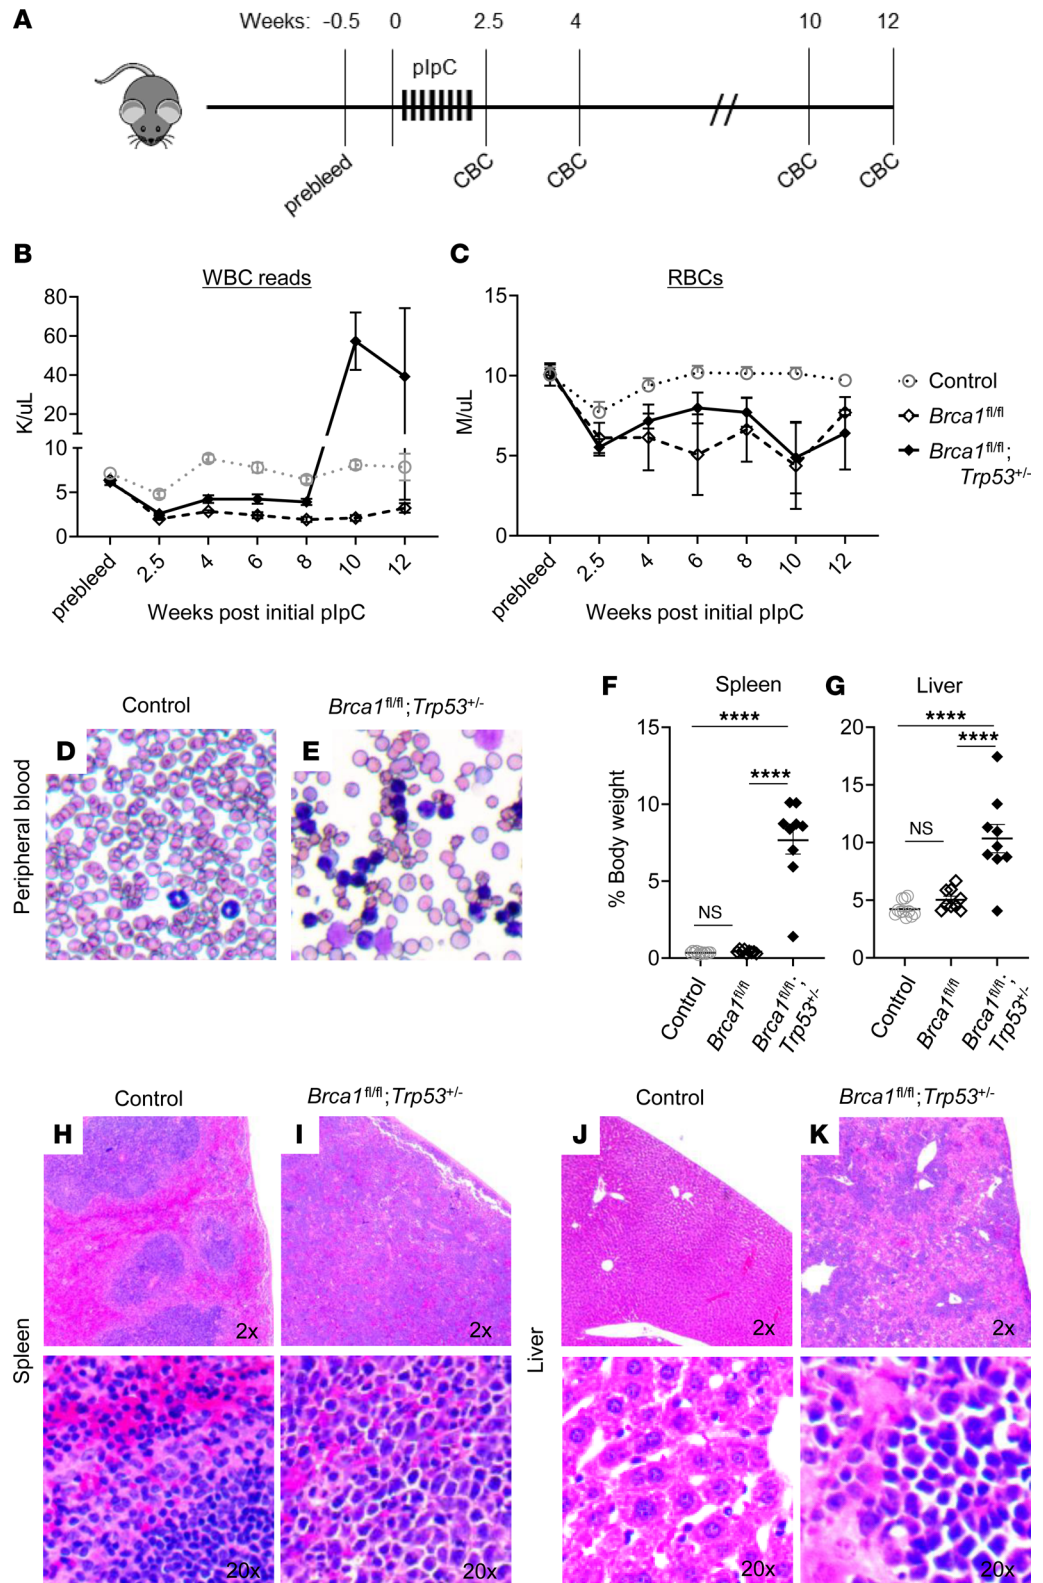 A
Weeks: -0.5 0 2.5 4 10 12
pIpC
prebleed CBC CBC CBC CBC
B
WBC reads
80
60
40
20
10
5
0
K/uL
prebleed 2.5 4 6 8 10 12
Weeks post initial pIpC
C
RBCs
15
10
5
0
M/uL
prebleed 2.5 4 6 8 10 12
Weeks post initial pIpC
Control
Brca1fl/fl
Brca1fl/fl;
Trp53+/-
Control
Brca1fl/fl;Trp53+/-
Peripheral blood
D
E
F
Spleen
15
10
5
0
% Body weight
****
****
NS
Control
Brca1fl/fl
Brca1fl/fl;
Trp53+/-
G
Liver
20
15
10
5
0
****
****
NS
Control
Brca1fl/fl
Brca1fl/fl;
Trp53+/-
Control
Brca1fl/fl;Trp53+/-
Control
Brca1fl/fl;Trp53+/-
H
I
J
K
2x
2x
2x
2x
Spleen
Liver
20x
20x
20x
20x